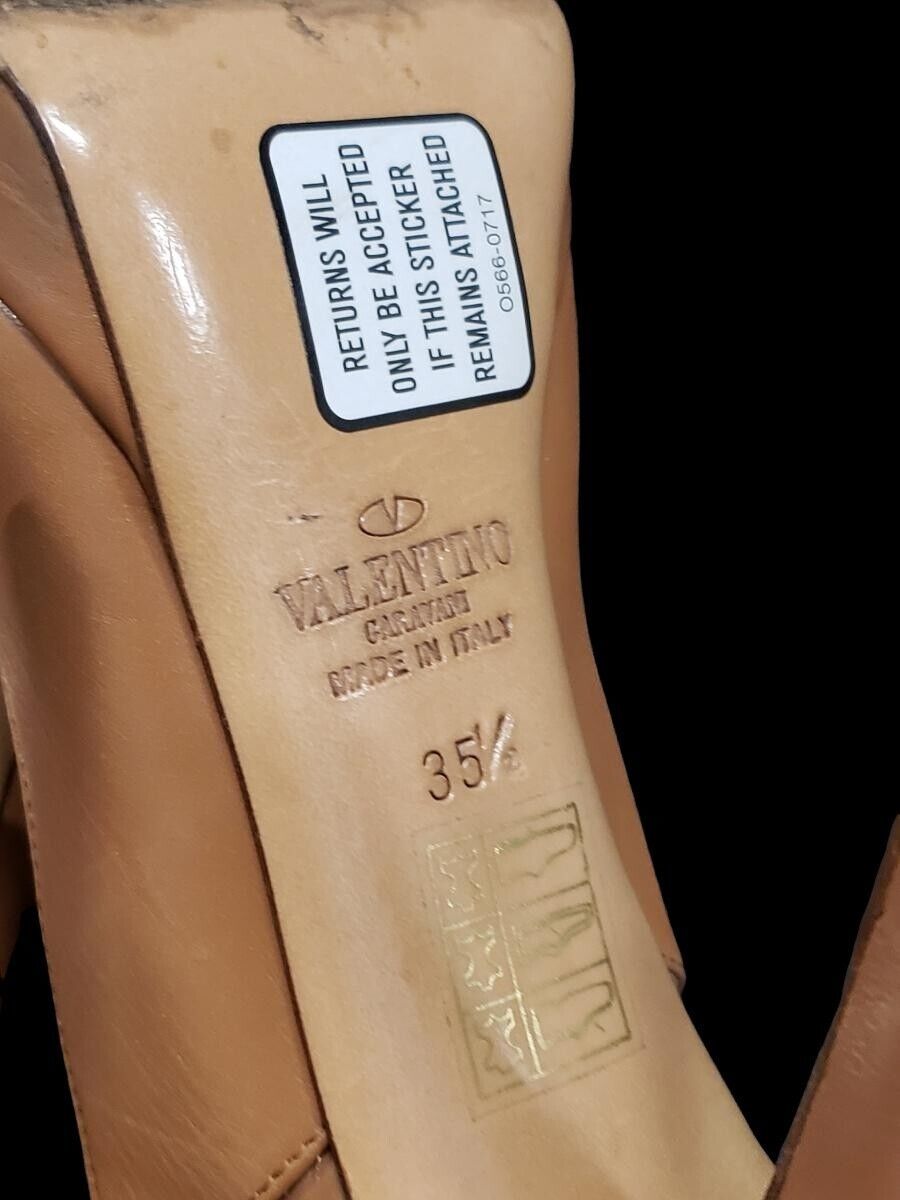 RETURNS WILL
ONLY BE ACCEPTED
IF THIS STICKER
REMAINS ATTACHED
O566-0717
V
VALENTINO
GARAVANI
MADE IN ITALY
35½